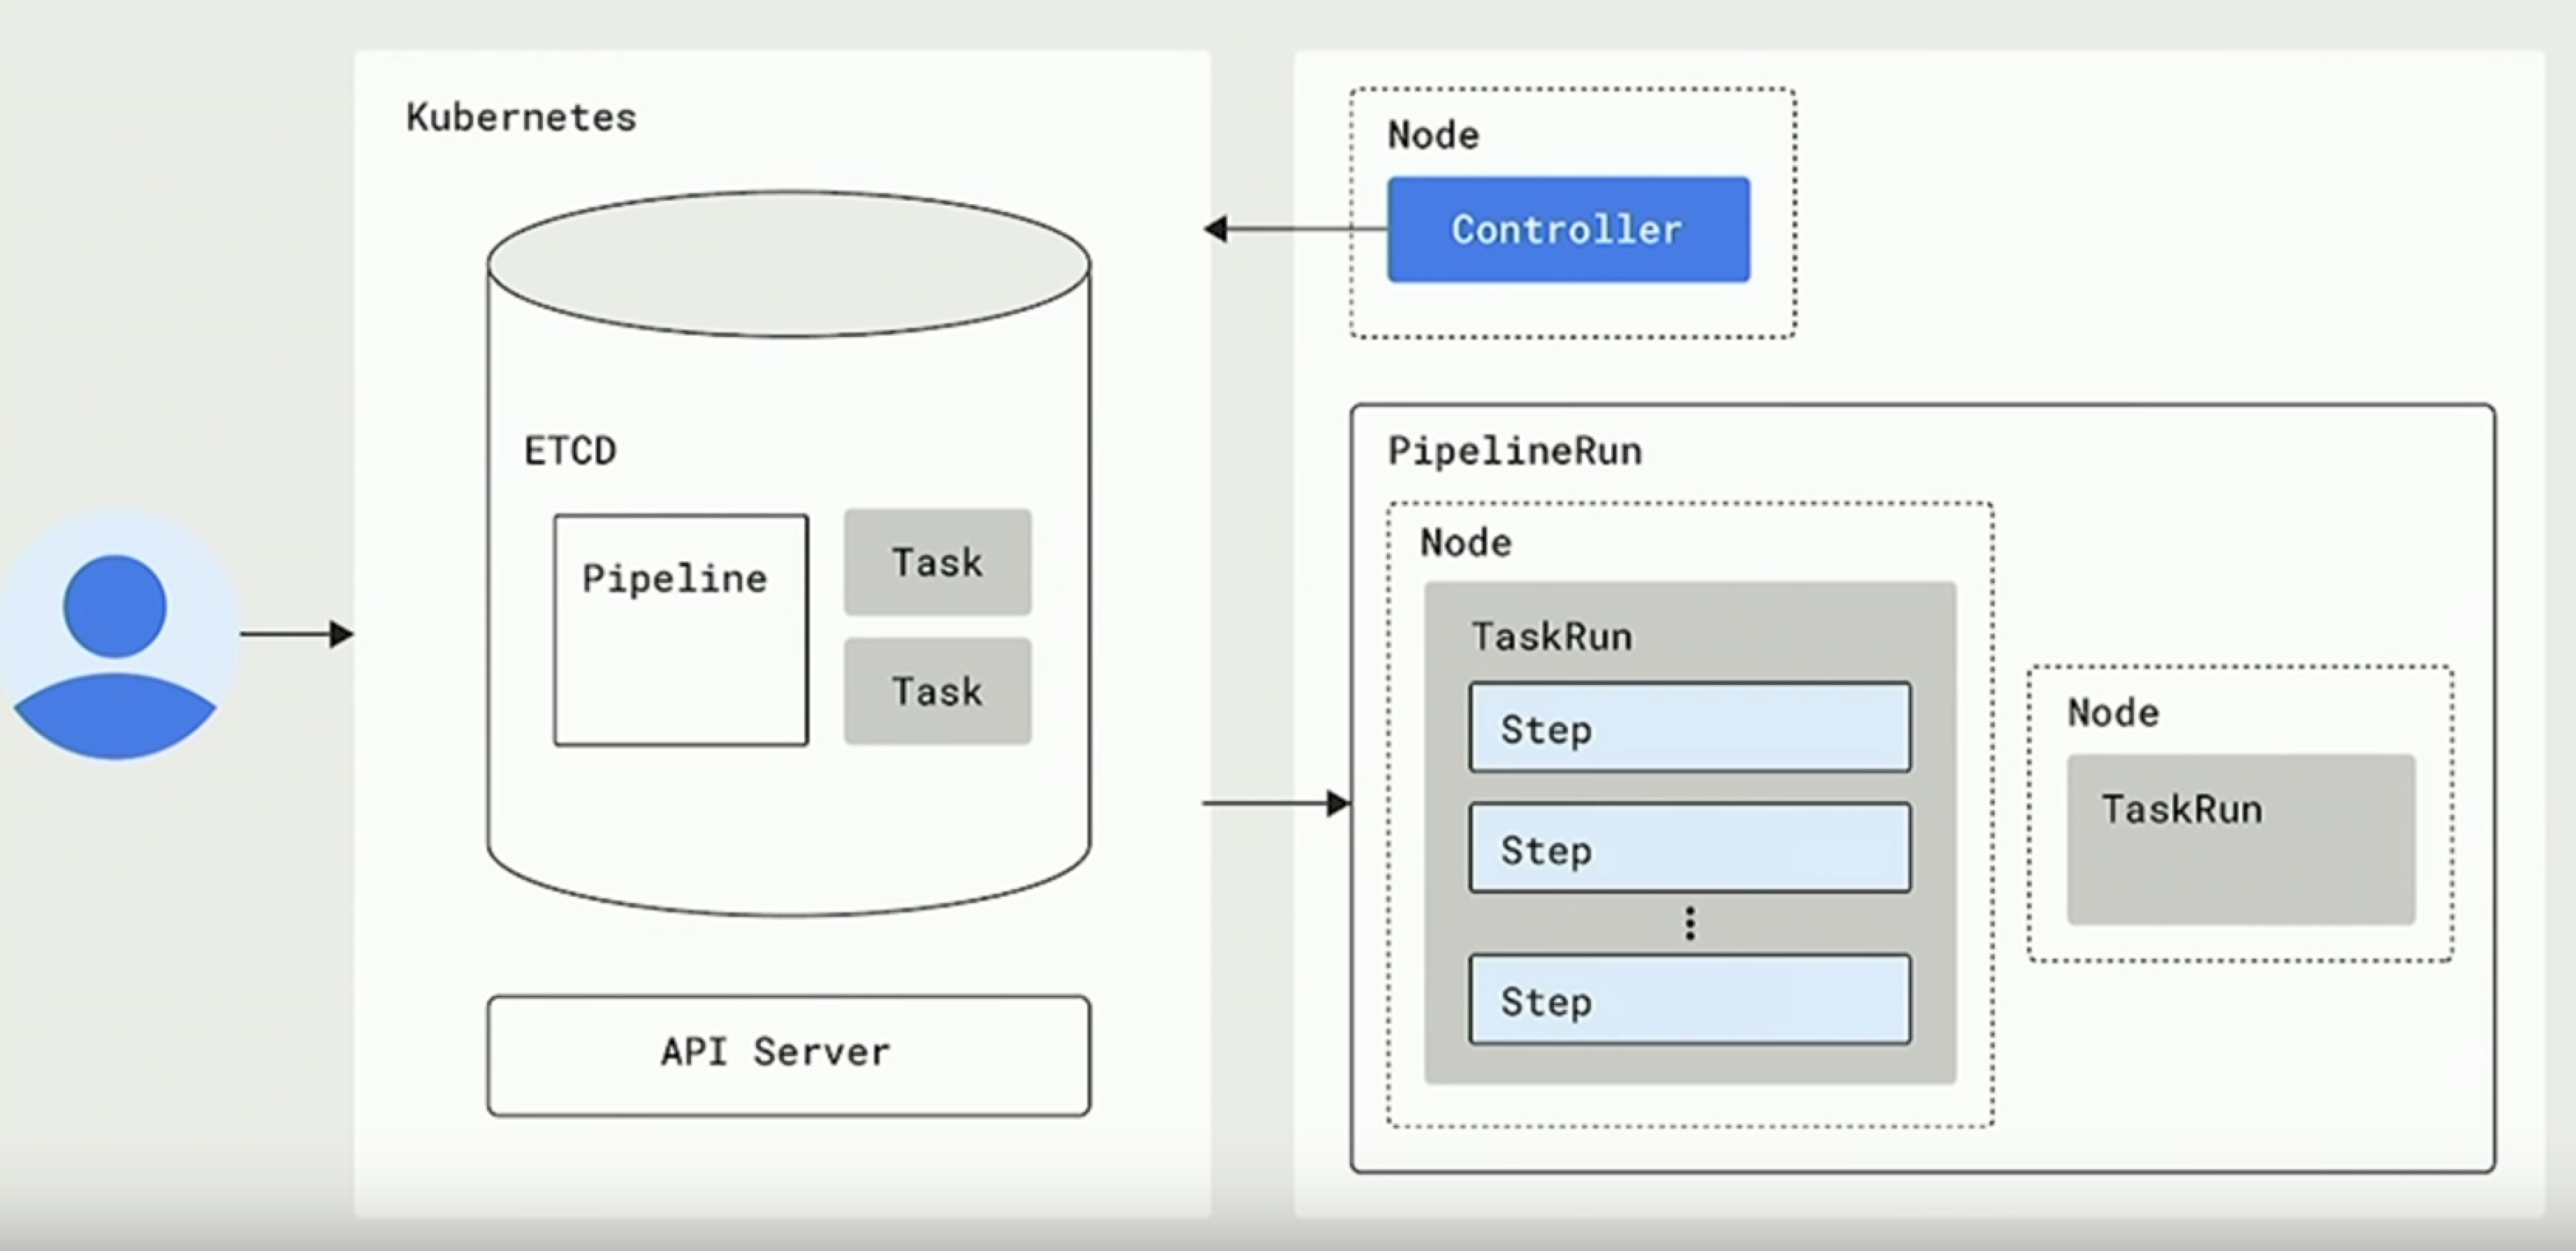 Kubernetes
ETCD
Pipeline
Task
Task
API Server
Node
Controller
PipelineRun
Node
TaskRun
Step
Step
Step
Node
TaskRun